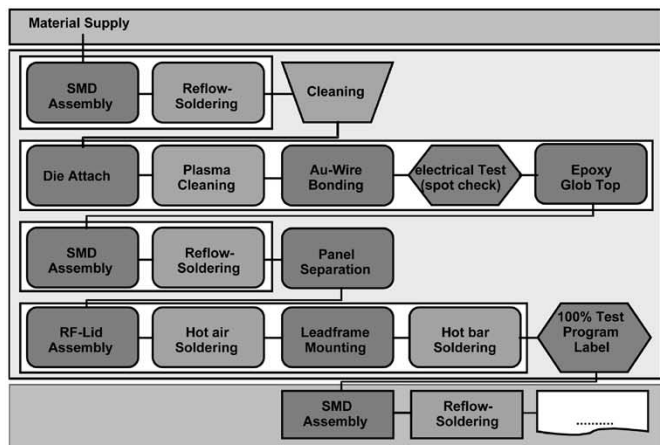 Material Supply
SMD
Assembly
Reflow-
Soldering
Cleaning
Die Attach
Plasma
Cleaning
Au-Wire
Bonding
electrical Test
(spot check)
Epoxy
Glob Top
SMD
Assembly
Reflow-
Soldering
Panel
Separation
RF-Lid
Assembly
Hot air
Soldering
Leadframe
Mounting
Hot bar
Soldering
100% Test
Program
Label
SMD
Assembly
Reflow-
Soldering
..........